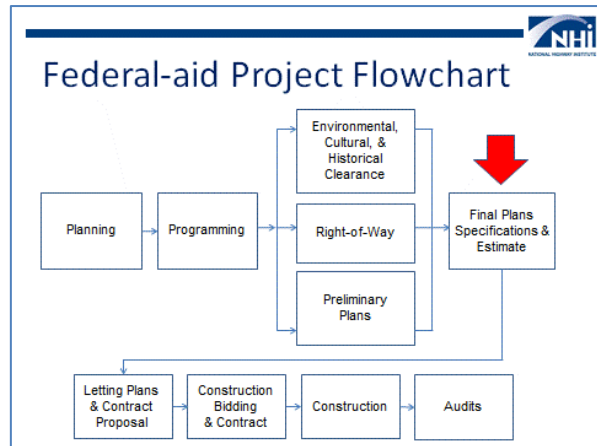 NHi
NATIONAL HIGHWAY INSTITUTE
Federal-aid Project Flowchart
Environmental,
Cultural, &
Historical
Clearance
Planning
Programming
Right-of-Way
Final Plans
Specifications &
Estimate
Preliminary
Plans
Letting Plans
& Contract
Proposal
Construction
Bidding
& Contract
Construction
Audits